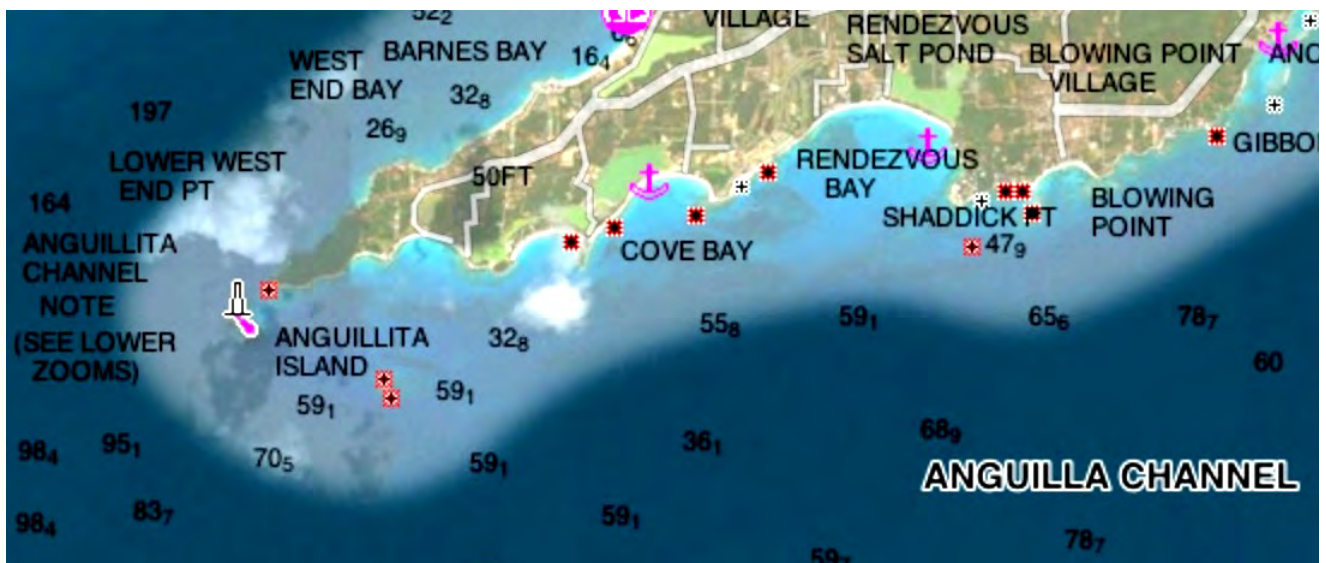 52₂
VILLAGE
BARNES BAY
WEST
END BAY
16₄
32₈
26₉
197
LOWER WEST
END PT
164
ANGUILLITA
CHANNEL
NOTE
(SEE LOWER
ZOOMS)
50FT
RENDEZVOUS
SALT POND
BLOWING POINT
VILLAGE
ANC
GIBBO
RENDEZVOUS
BAY
SHADDICK PT
47₉
BLOWING
POINT
COVE BAY
ANGUILLITA
ISLAND
32₈
55₈
59₁
65₆
78₇
60
59₁
59₁
98₄
95₁
70₅
59₁
36₁
68₉
ANGUILLA CHANNEL
98₄
83₇
59₁
78₇